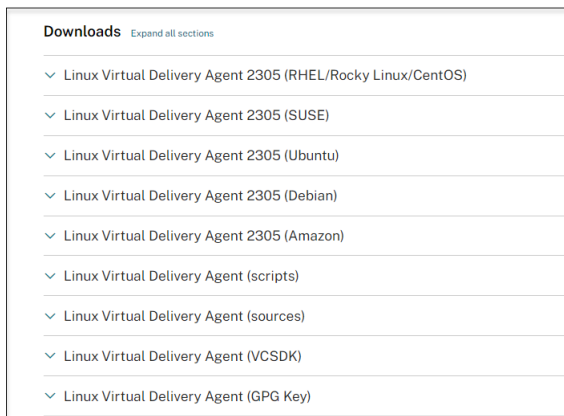 Downloads Expand all sections
Linux Virtual Delivery Agent 2305 (RHEL/Rocky Linux/CentOS)
Linux Virtual Delivery Agent 2305 (SUSE)
Linux Virtual Delivery Agent 2305 (Ubuntu)
Linux Virtual Delivery Agent 2305 (Debian)
Linux Virtual Delivery Agent 2305 (Amazon)
Linux Virtual Delivery Agent (scripts)
Linux Virtual Delivery Agent (sources)
Linux Virtual Delivery Agent (VCSDK)
Linux Virtual Delivery Agent (GPG Key)